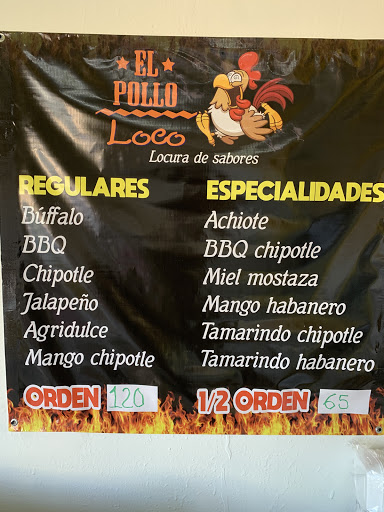 EL
POLLO
Loco
Locura de sabores
REGULARES
Búffalo
BBQ
Chipotle
Jalapeño
Agridulce
Mango chipotle
ORDEN 120
ESPECIALIDADES
Achiote
BBQ chipotle
Miel mostaza
Mango habanero
Tamarindo chipotle
Tamarindo habanero
1/2 ORDEN 65